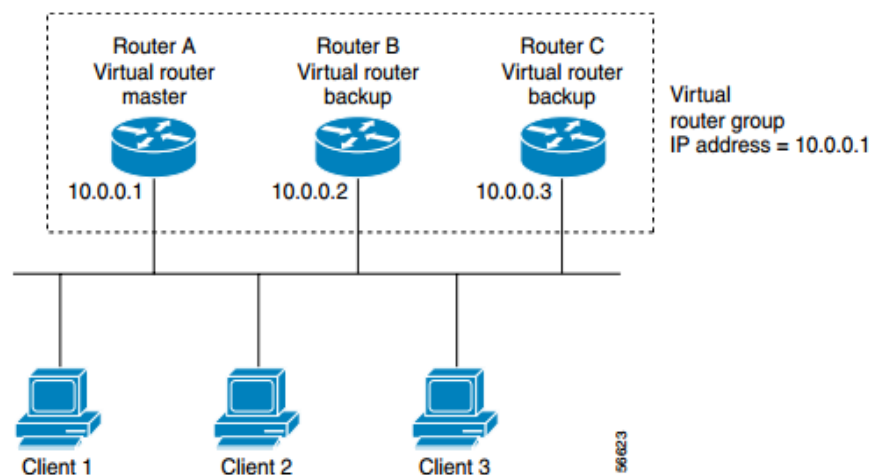 Router A
Virtual router
master
Router B
Virtual router
backup
Router C
Virtual router
backup
Virtual
router group
IP address = 10.0.0.1
10.0.0.1
10.0.0.2
10.0.0.3
Client 1
Client 2
Client 3
56623